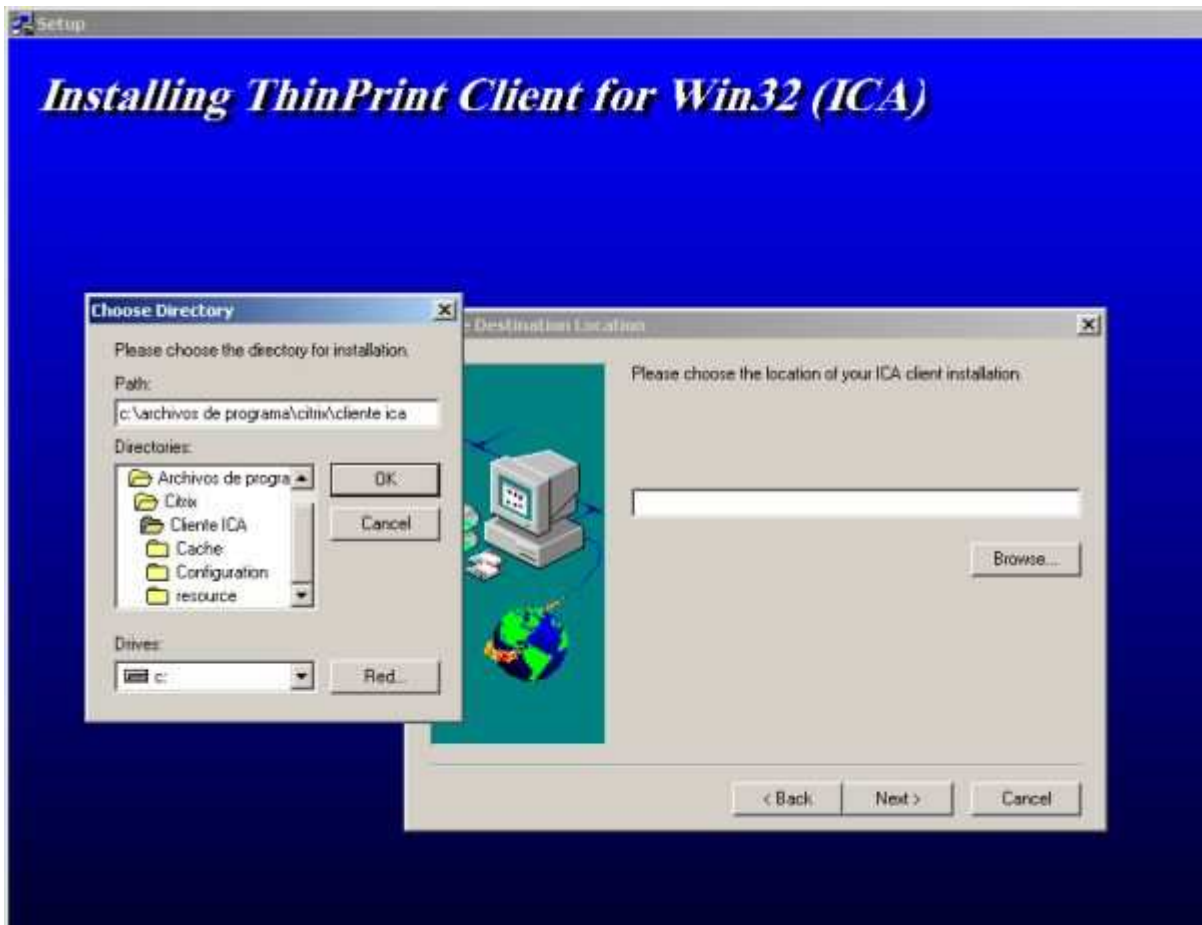 Setup
Installing ThinPrint Client for Win32 (ICA)
Choose Directory
Please choose the directory for installation.
Path:
c:\archivos de programa\citrix\cliente ica
Directories:
Archivos de progra
Citrix
Cliente ICA
Cache
Configuration
resource
OK
Cancel
Drives:
c:
Red...
Destination Location
Please choose the location of your ICA client installation.
Browse...
< Back
Next >
Cancel